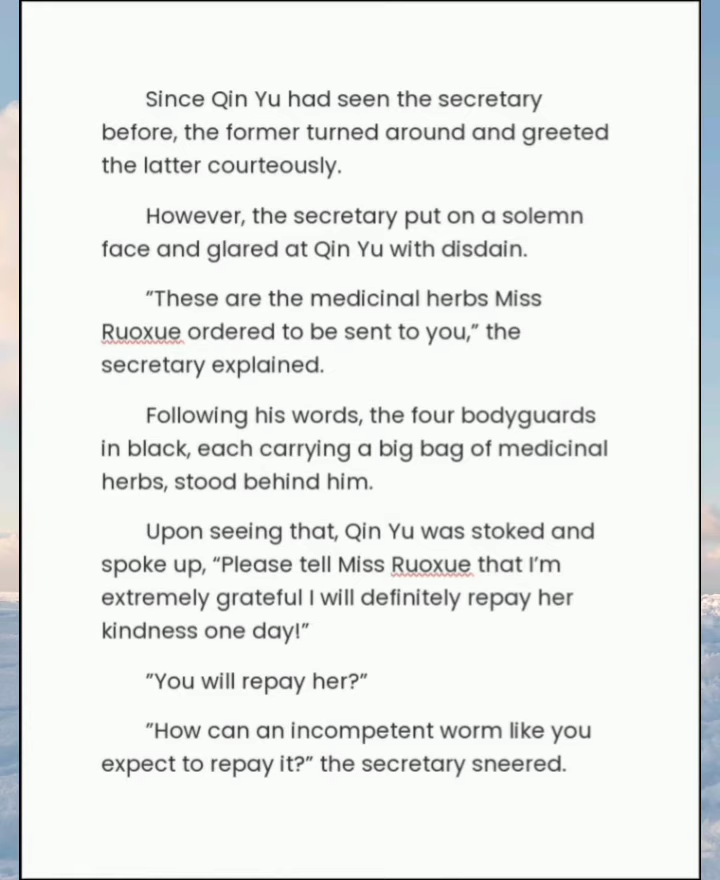 Since Qin Yu had seen the secretary
before, the former turned around and greeted
the latter courteously.
However, the secretary put on a solemn
face and glared at Qin Yu with disdain.
"These are the medicinal herbs Miss
Ruoxue ordered to be sent to you,” the
secretary explained.
Following his words, the four bodyguards
in black, each carrying a big bag of medicinal
herbs, stood behind him.
Upon seeing that, Qin Yu was stoked and
spoke up, “Please tell Miss Ruoxue that I’m
extremely grateful I will definitely repay her
kindness one day!”
"You will repay her?”
"How can an incompetent worm like you
expect to repay it?” the secretary sneered.